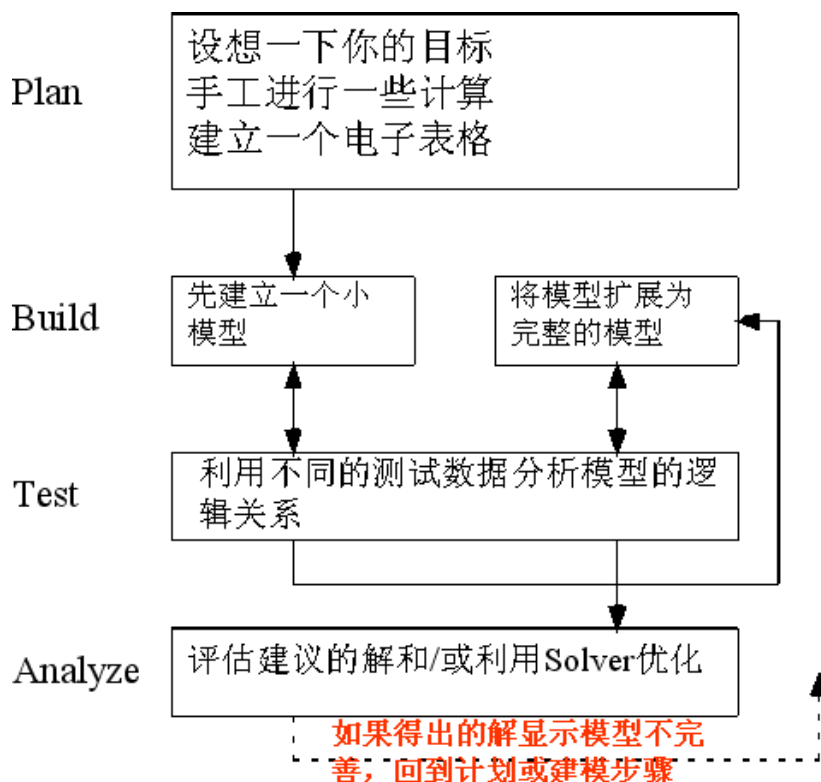 Plan
设想一下你的目标
手工进行一些计算
建立一个电子表格
Build
先建立一个小
模型
将模型扩展为
完整的模型
Test
利用不同的测试数据分析模型的逻
辑关系
Analyze
评估建议的解和/或利用Solver优化
如果得出的解显示模型不完
善，回到计划或建模步骤